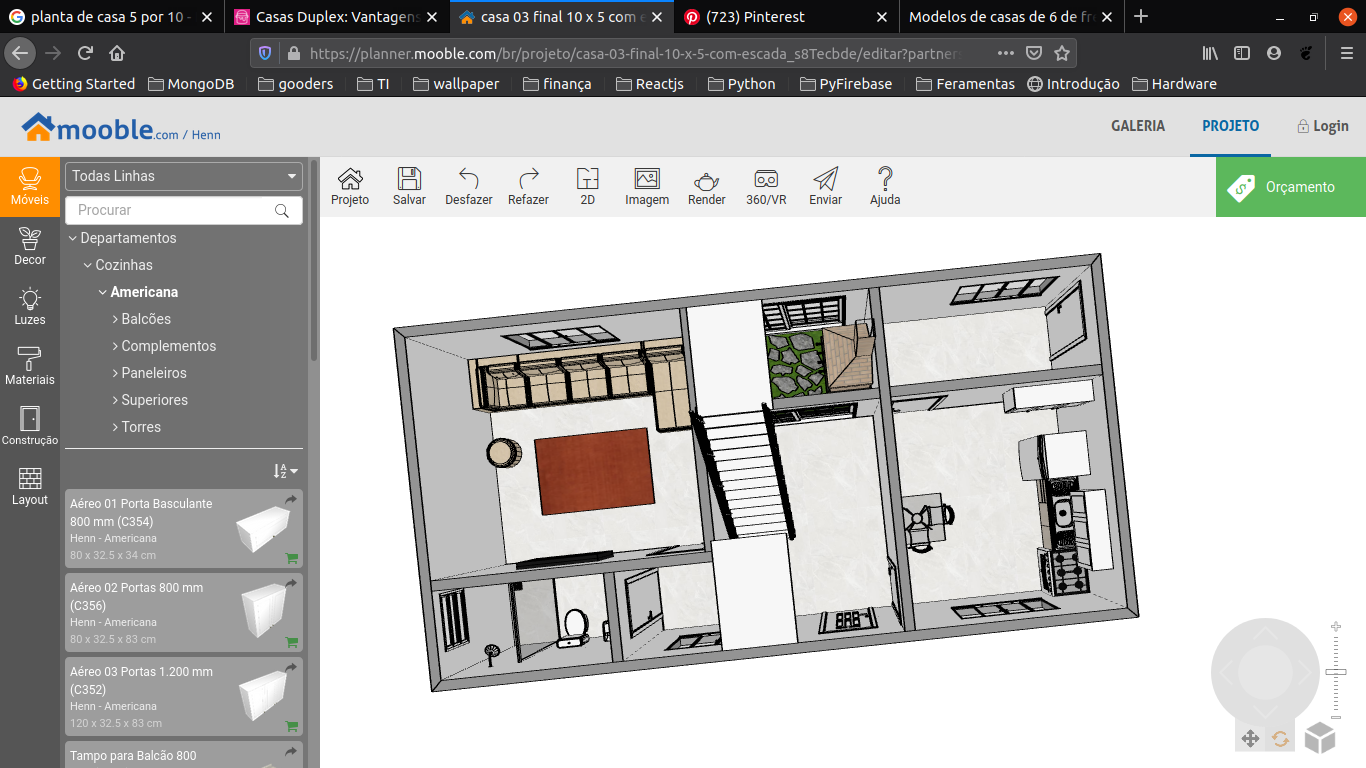 planta de casa 5 por 10 -
Casas Duplex: Vantagens
casa 03 final 10 x 5 com e
(723) Pinterest
Modelos de casas de 6 de fr
https://planner.mooble.com/br/projeto/casa-03-final-10-x-5-com-escada_s8Tecbde/editar?partner
Getting Started
MongoDB
gooders
TI
wallpaper
finança
Reactjs
Python
PyFirebase
Feramentas
Introdução
Hardware
mooble.com / Henn
GALERIA
PROJETO
Login
Móveis
Decor
Luzes
Materiais
Construção
Layout
Todas Linhas
Procurar
Departamentos
Cozinhas
Americana
Balcões
Complementos
Paneleiros
Superiores
Torres
A
Z
Aéreo 01 Porta Basculante
800 mm (C354)
Henn - Americana
80 x 32.5 x 34 cm
Aéreo 02 Portas 800 mm
(C356)
Henn - Americana
80 x 32.5 x 83 cm
Aéreo 03 Portas 1.200 mm
(C352)
Henn - Americana
120 x 32.5 x 83 cm
Tampo para Balcão 800
Projeto
Salvar
Desfazer
Refazer
2D
Imagem
Render
360/VR
Enviar
Ajuda
Orçamento